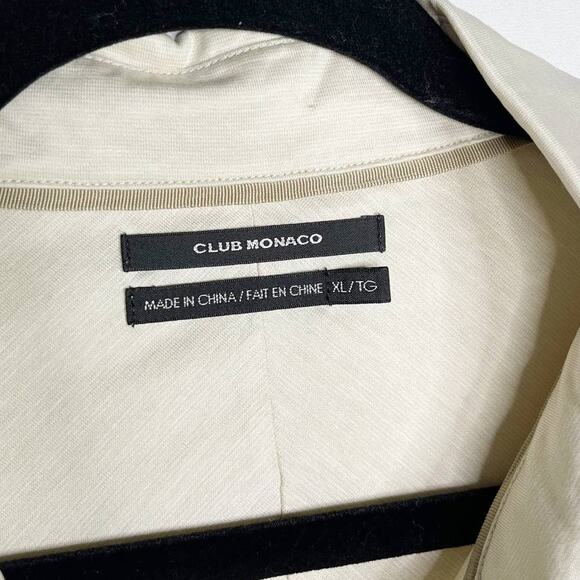 CLUB MONACO
MADE IN CHINA / FAIT EN CHINE XL / TG